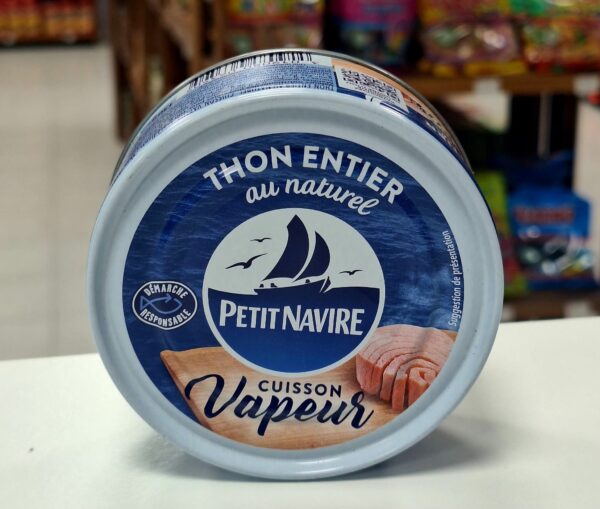 THON ENTIER
au naturel
PETIT NAVIRE
DÉMARCHE
RESPONSABLE
CUISSON
Vapeur
Suggestion de présentation